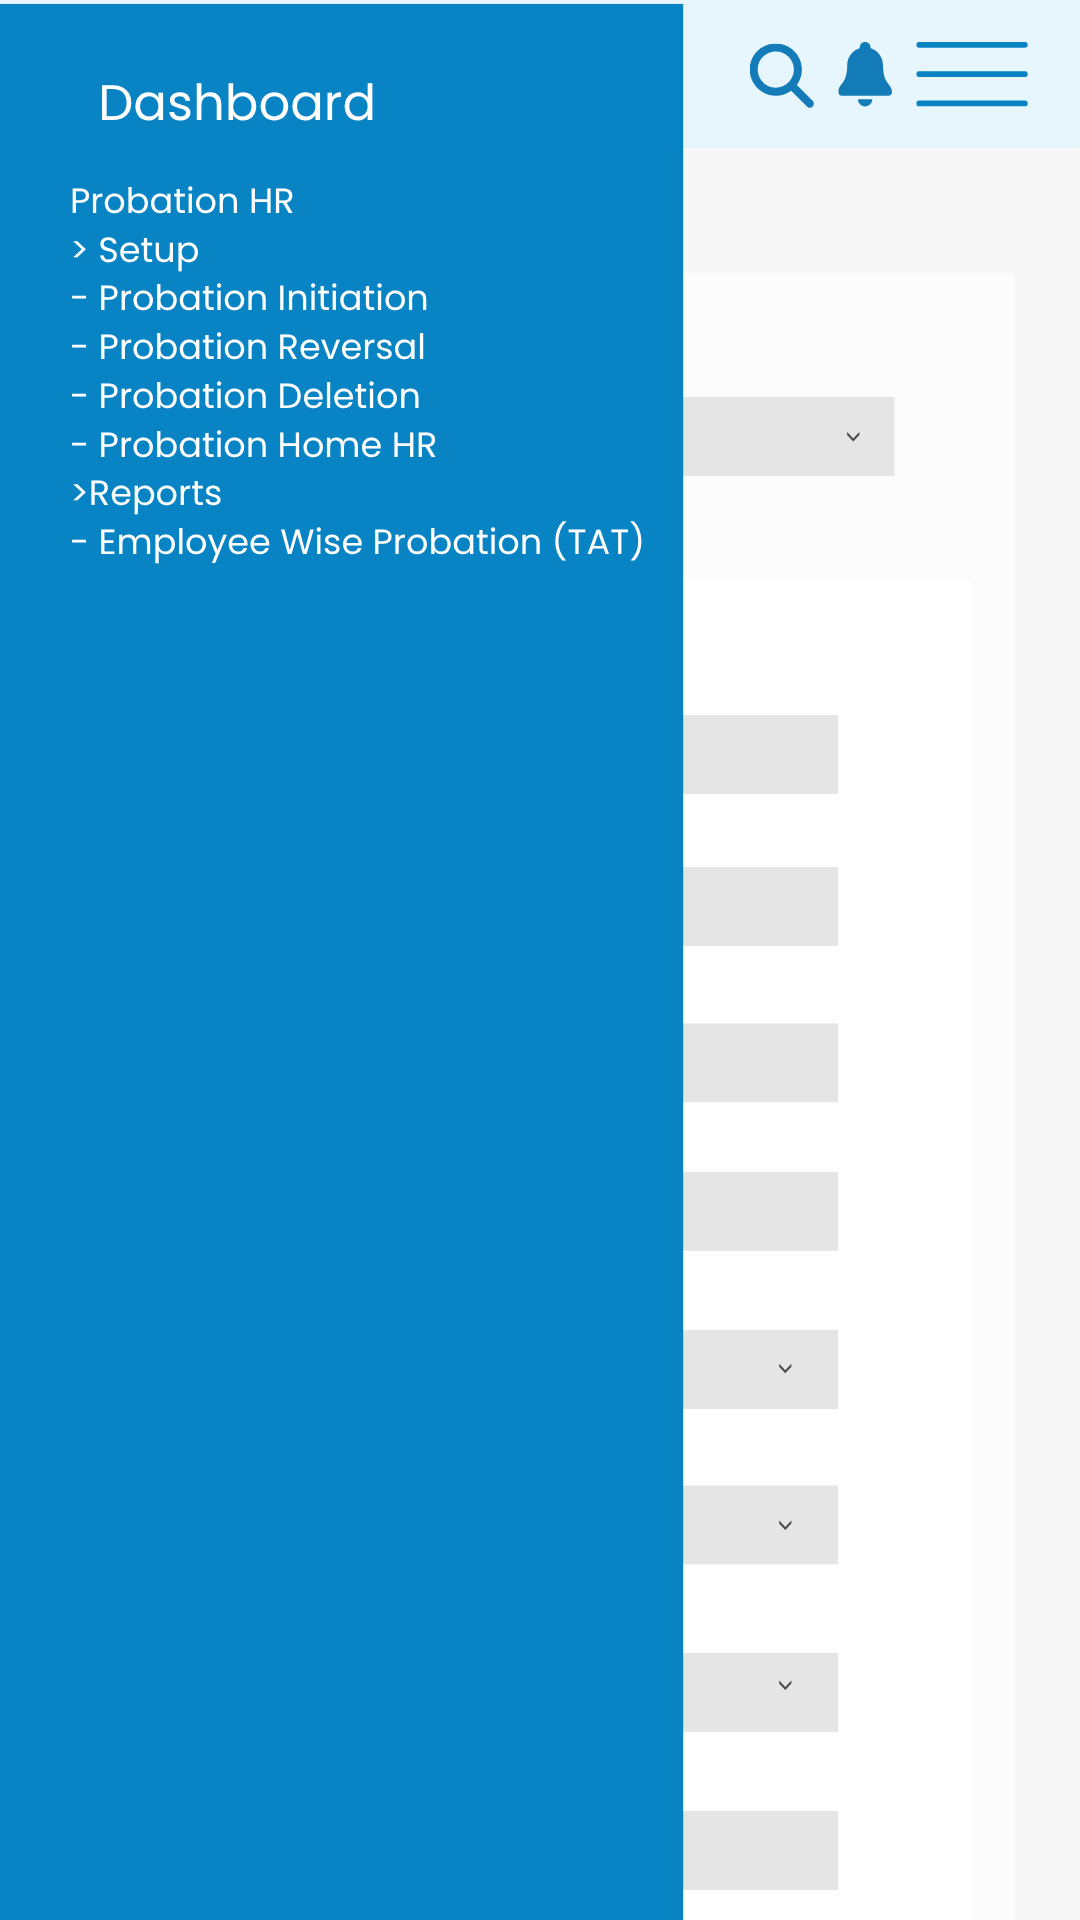 Dashboard
Probation HR
> Setup
- Probation Initiation
- Probation Reversal
- Probation Deletion
- Probation Home HR
>Reports
- Employee Wise Probation (TAT)